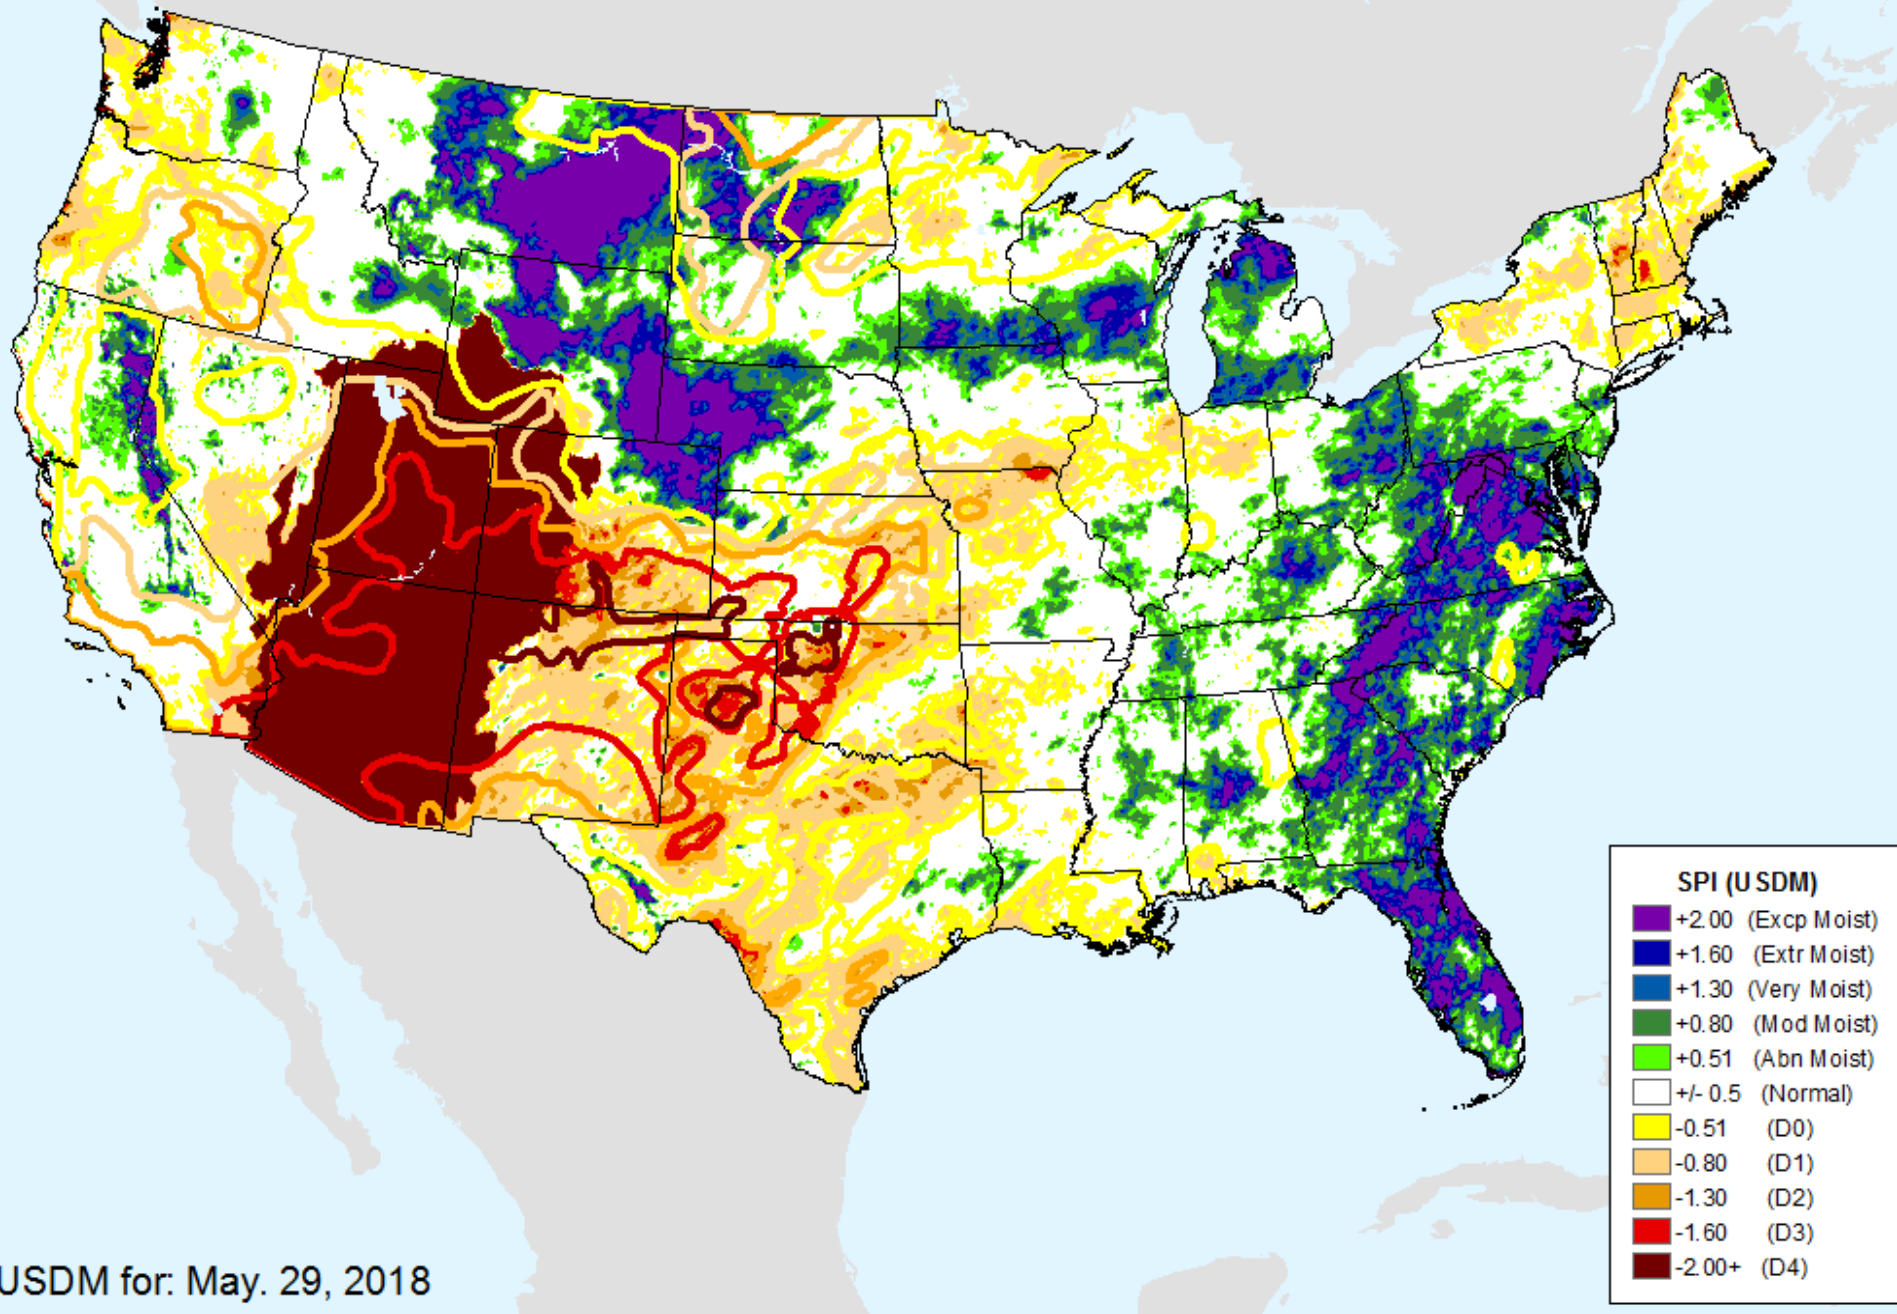 SPI (USDM)
+2.00 (Excp Moist)
+1.60 (Extr Moist)
+1.30 (Very Moist)
+0.80 (Mod Moist)
+0.51 (Abn Moist)
+/- 0.5 (Normal)
-0.51 (D0)
-0.80 (D1)
-1.30 (D2)
-1.60 (D3)
-2.00+ (D4)
USDM for: May. 29, 2018